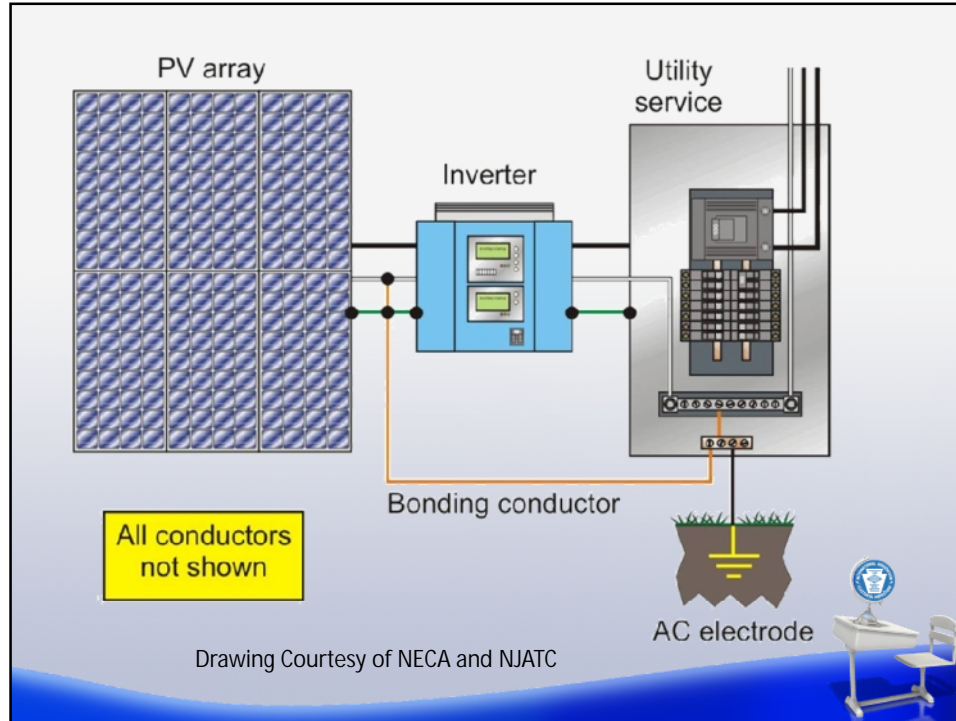 PV array
Utility
service
Inverter
Bonding conductor
All conductors
not shown
AC electrode
Drawing Courtesy of NECA and NJATC